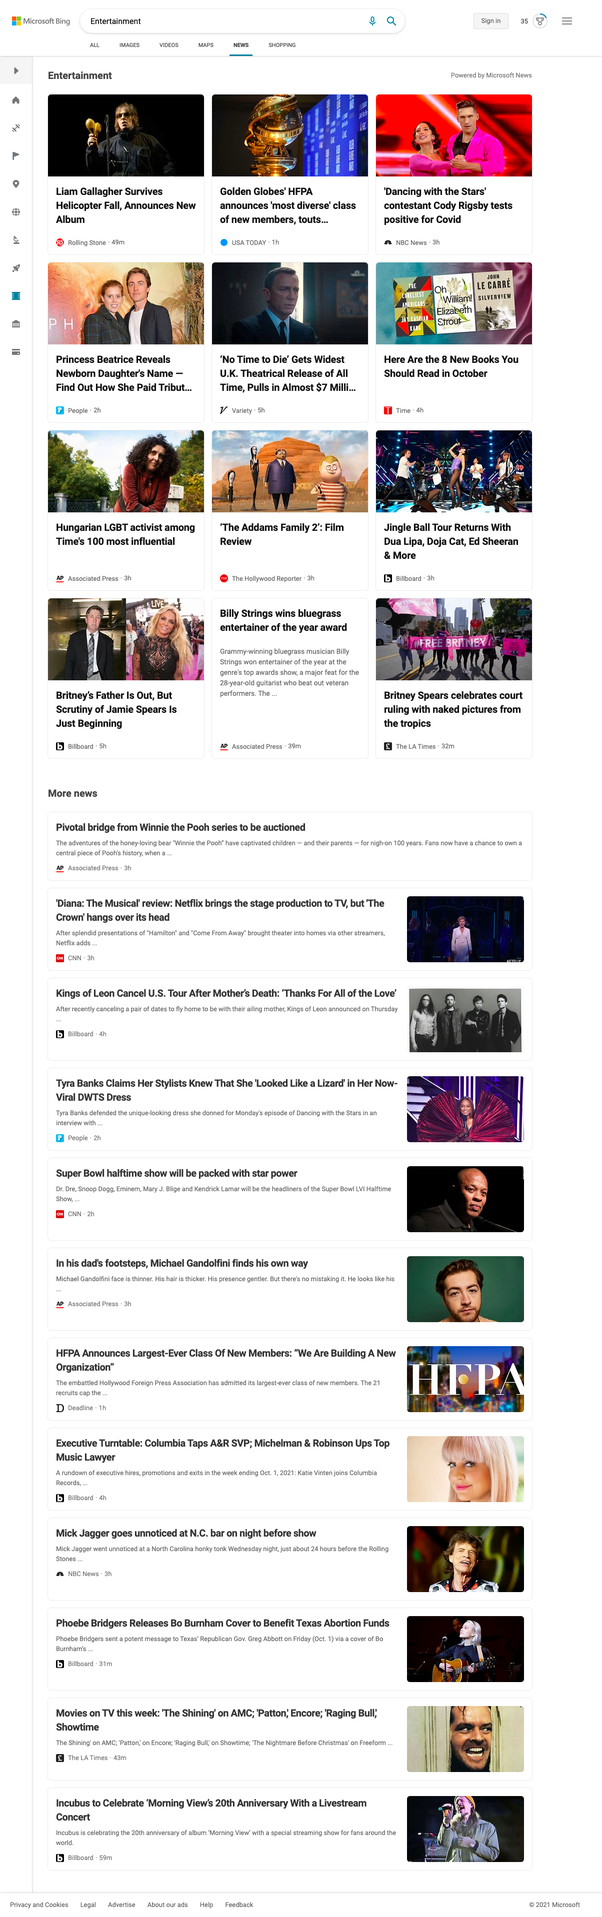 Microsoft Bing
Entertainment
Sign in
35
ALL
IMAGES
VIDEOS
MAPS
NEWS
SHOPPING
Entertainment
Powered by Microsoft News
Liam Gallagher Survives
Helicopter Fall, Announces New
Album
Rolling Stone · 49m
Golden Globes' HFPA
announces 'most diverse' class
of new members, touts...
USA TODAY · 1h
'Dancing with the Stars'
contestant Cody Rigsby tests
positive for Covid
NBC News · 3h
Princess Beatrice Reveals
Newborn Daughter's Name —
Find Out How She Paid Tribut...
People · 2h
'No Time to Die' Gets Widest
U.K. Theatrical Release of All
Time, Pulls in Almost $7 Milli...
Variety · 5h
Oh
William!
Elizabeth
Strout
JOHN
LE CARRÉ
SILVERVIEW
Here Are the 8 New Books You
Should Read in October
Time · 4h
Hungarian LGBT activist among
Time's 100 most influential
Associated Press · 3h
'The Addams Family 2': Film
Review
The Hollywood Reporter · 3h
Jingle Ball Tour Returns With
Dua Lipa, Doja Cat, Ed Sheeran
& More
Billboard · 3h
Britney's Father Is Out, But
Scrutiny of Jamie Spears Is
Just Beginning
Billboard · 5h
Billy Strings wins bluegrass
entertainer of the year award
Grammy-winning bluegrass musician Billy
Strings won entertainer of the year at the
genre's top awards show, a major feat for the
28-year-old guitarist who beat out veteran
performers. The ...
Associated Press · 39m
#FREE BRITNEY
Britney Spears celebrates court
ruling with naked pictures from
the tropics
The LA Times · 32m
More news
Pivotal bridge from Winnie the Pooh series to be auctioned
The adventures of the honey-loving bear "Winnie the Pooh" have captivated children — and their parents — for nigh-on 100 years. Fans now have a chance to own a
central piece of Pooh's history, when a ...
Associated Press · 3h
'Diana: The Musical' review: Netflix brings the stage production to TV, but 'The
Crown' hangs over its head
After splendid presentations of "Hamilton" and "Come From Away" brought theater into homes via other streamers,
Netflix adds ...
CNN · 3h
NETFLIX
Kings of Leon Cancel U.S. Tour After Mother's Death: 'Thanks For All of the Love'
After recently canceling a pair of dates to fly home to be with their ailing mother, Kings of Leon announced on Thursday
...
Billboard · 4h
Tyra Banks Claims Her Stylists Knew That She 'Looked Like a Lizard' in Her Now-
Viral DWTS Dress
Tyra Banks defended the unique-looking dress she donned for Monday's episode of Dancing with the Stars in an
interview with ...
People · 2h
Super Bowl halftime show will be packed with star power
Dr. Dre, Snoop Dogg, Eminem, Mary J. Blige and Kendrick Lamar will be the headliners of the Super Bowl LVI Halftime
Show, ...
CNN · 2h
In his dad's footsteps, Michael Gandolfini finds his own way
Michael Gandolfini face is thinner. His hair is thicker. His presence gentler. But there's no mistaking it. He looks like his
...
Associated Press · 3h
HFPA Announces Largest-Ever Class Of New Members: "We Are Building A New
Organization"
The embattled Hollywood Foreign Press Association has admitted its largest-ever class of new members. The 21
recruits cap the ...
Deadline · 1h
HFPA
Executive Turntable: Columbia Taps A&R SVP; Michelman & Robinson Ups Top
Music Lawyer
A rundown of executive hires, promotions and exits in the week ending Oct. 1, 2021: Katie Vinten joins Columbia
Records, ...
Billboard · 4h
Mick Jagger goes unnoticed at N.C. bar on night before show
Mick Jagger went unnoticed at a North Carolina honky tonk Wednesday night, just about 24 hours before the Rolling
Stones ...
NBC News · 3h
Phoebe Bridgers Releases Bo Burnham Cover to Benefit Texas Abortion Funds
Phoebe Bridgers sent a potent message to Texas' Republican Gov. Greg Abbott on Friday (Oct. 1) via a cover of Bo
Burnham's ...
Billboard · 31m
Movies on TV this week: 'The Shining' on AMC; 'Patton,' Encore; 'Raging Bull,'
Showtime
The Shining' on AMC; 'Patton,' on Encore; 'Raging Bull,' on Showtime; 'The Nightmare Before Christmas' on Freeform ...
The LA Times · 43m
Incubus to Celebrate 'Morning View's 20th Anniversary With a Livestream
Concert
Incubus is celebrating the 20th anniversary of album 'Morning View' with a special streaming show for fans around the
world.
Billboard · 59m
Privacy and Cookies
Legal
Advertise
About our ads
Help
Feedback
© 2021 Microsoft